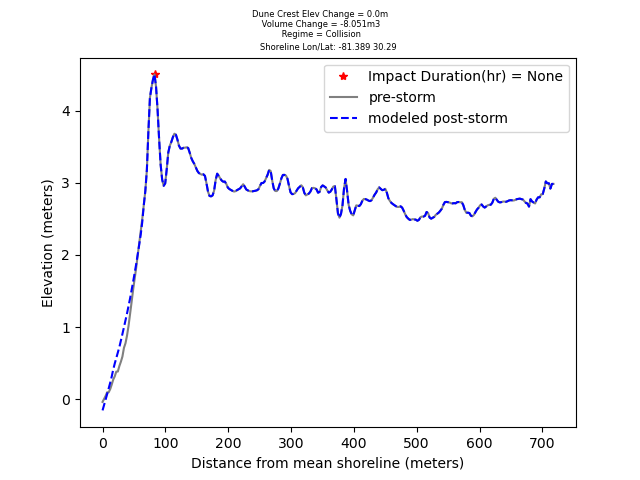 Dune Crest Elev Change = 0.0m
Volume Change = -8.051m3
Regime = Collision
Shoreline Lon/Lat: -81.389 30.29
Impact Duration(hr) = None
pre-storm
modeled post-storm
Elevation (meters)
4
3
2
1
0
0 100 200 300 400 500 600 700
Distance from mean shoreline (meters)